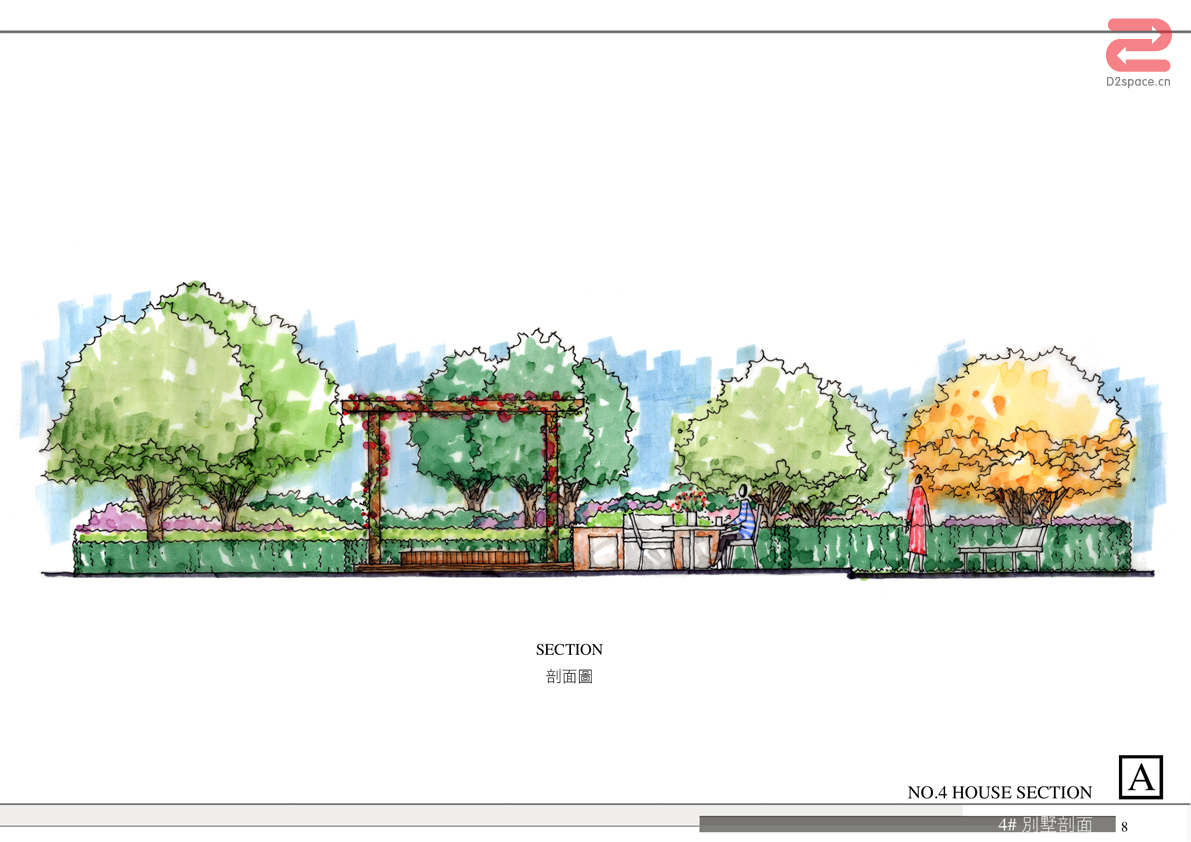 D2space.cn
SECTION
剖面圖
NO.4 HOUSE SECTION
A
4# 別墅剖面
8